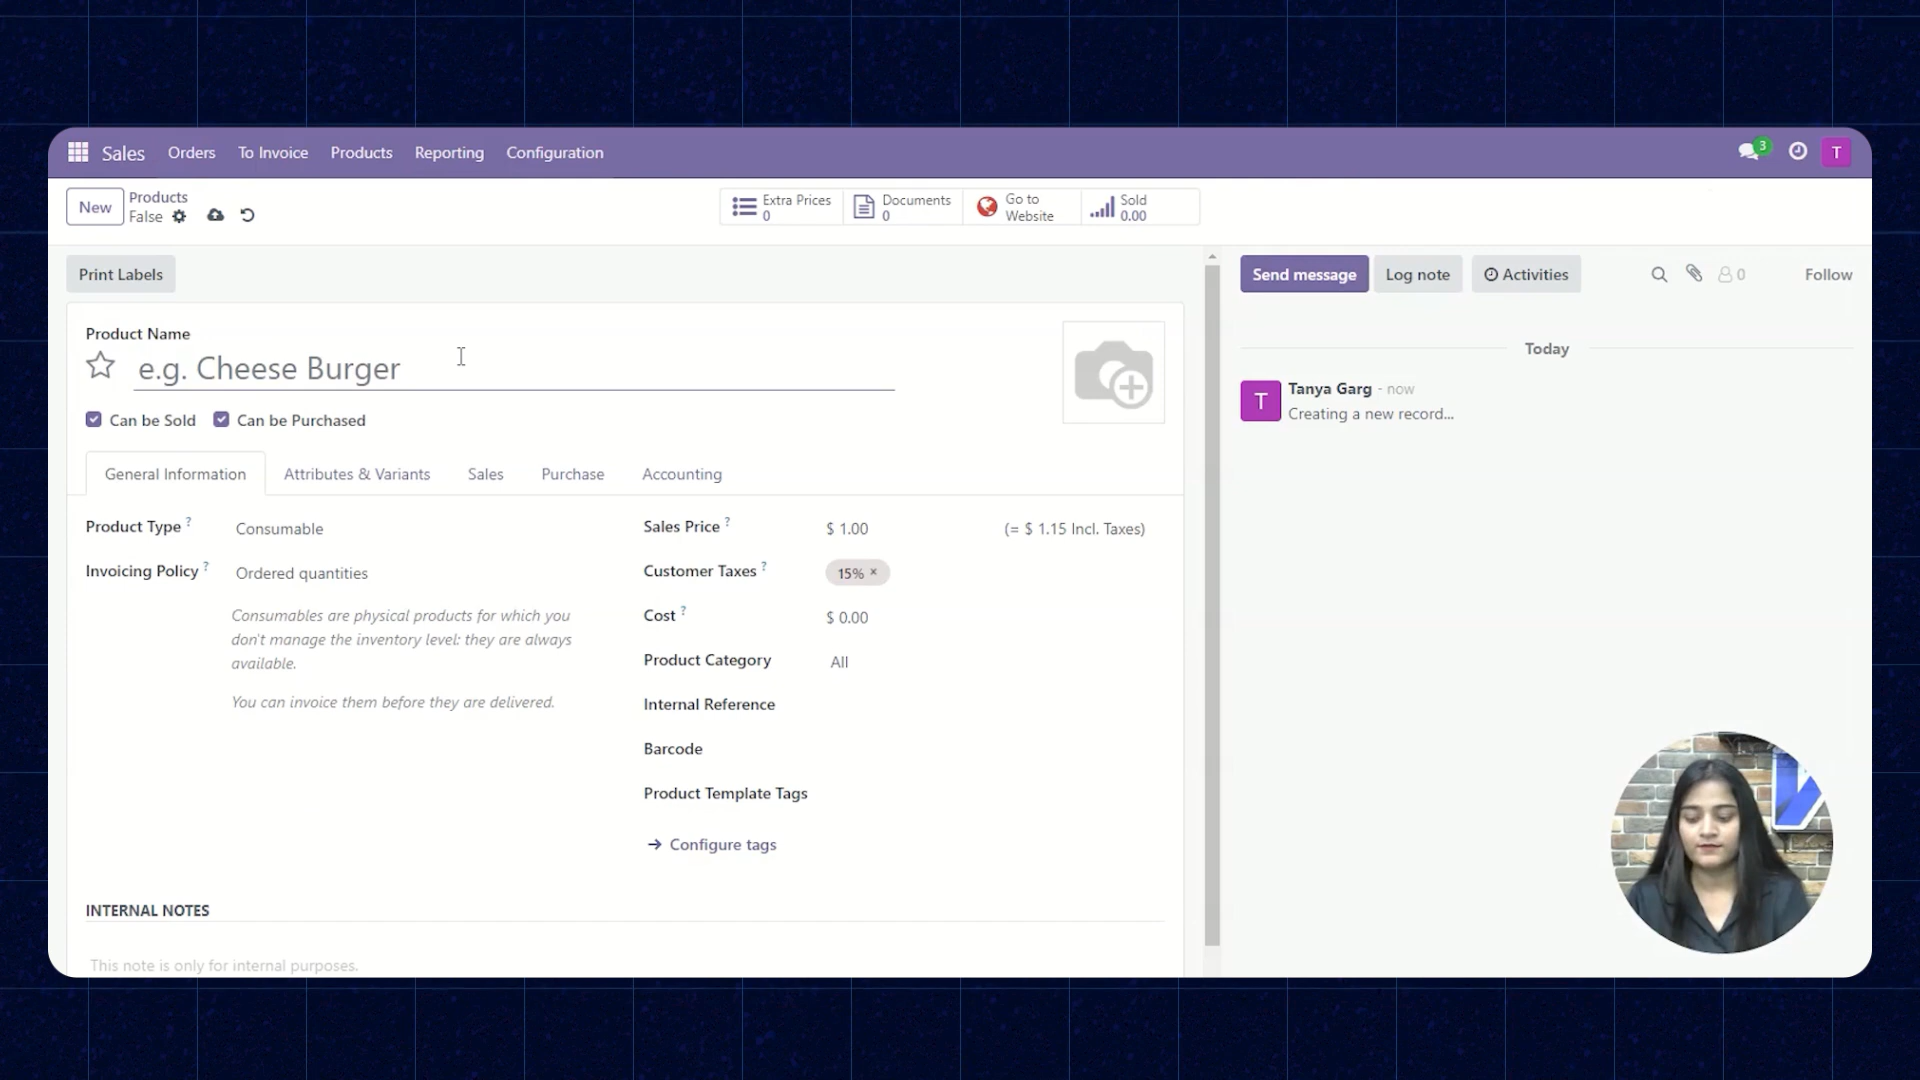 Sales Orders To Invoice Products Reporting Configuration 3 T
New Products
False
Extra Prices
0
Documents
0
Go to
Website
Sold
0.00
Print Labels
Send message Log note Activities 0 Follow
Product Name
e.g. Cheese Burger
Can be Sold Can be Purchased
General Information Attributes & Variants Sales Purchase Accounting
Product Type ? Consumable
Invoicing Policy ? Ordered quantities
Consumables are physical products for which you
don't manage the inventory level: they are always
available.
You can invoice them before they are delivered.
Sales Price ? $ 1.00 (= $ 1.15 Incl. Taxes)
Customer Taxes ? 15% ×
Cost ? $ 0.00
Product Category All
Internal Reference
Barcode
Product Template Tags
→ Configure tags
INTERNAL NOTES
This note is only for internal purposes.
Today
T Tanya Garg - now
Creating a new record...